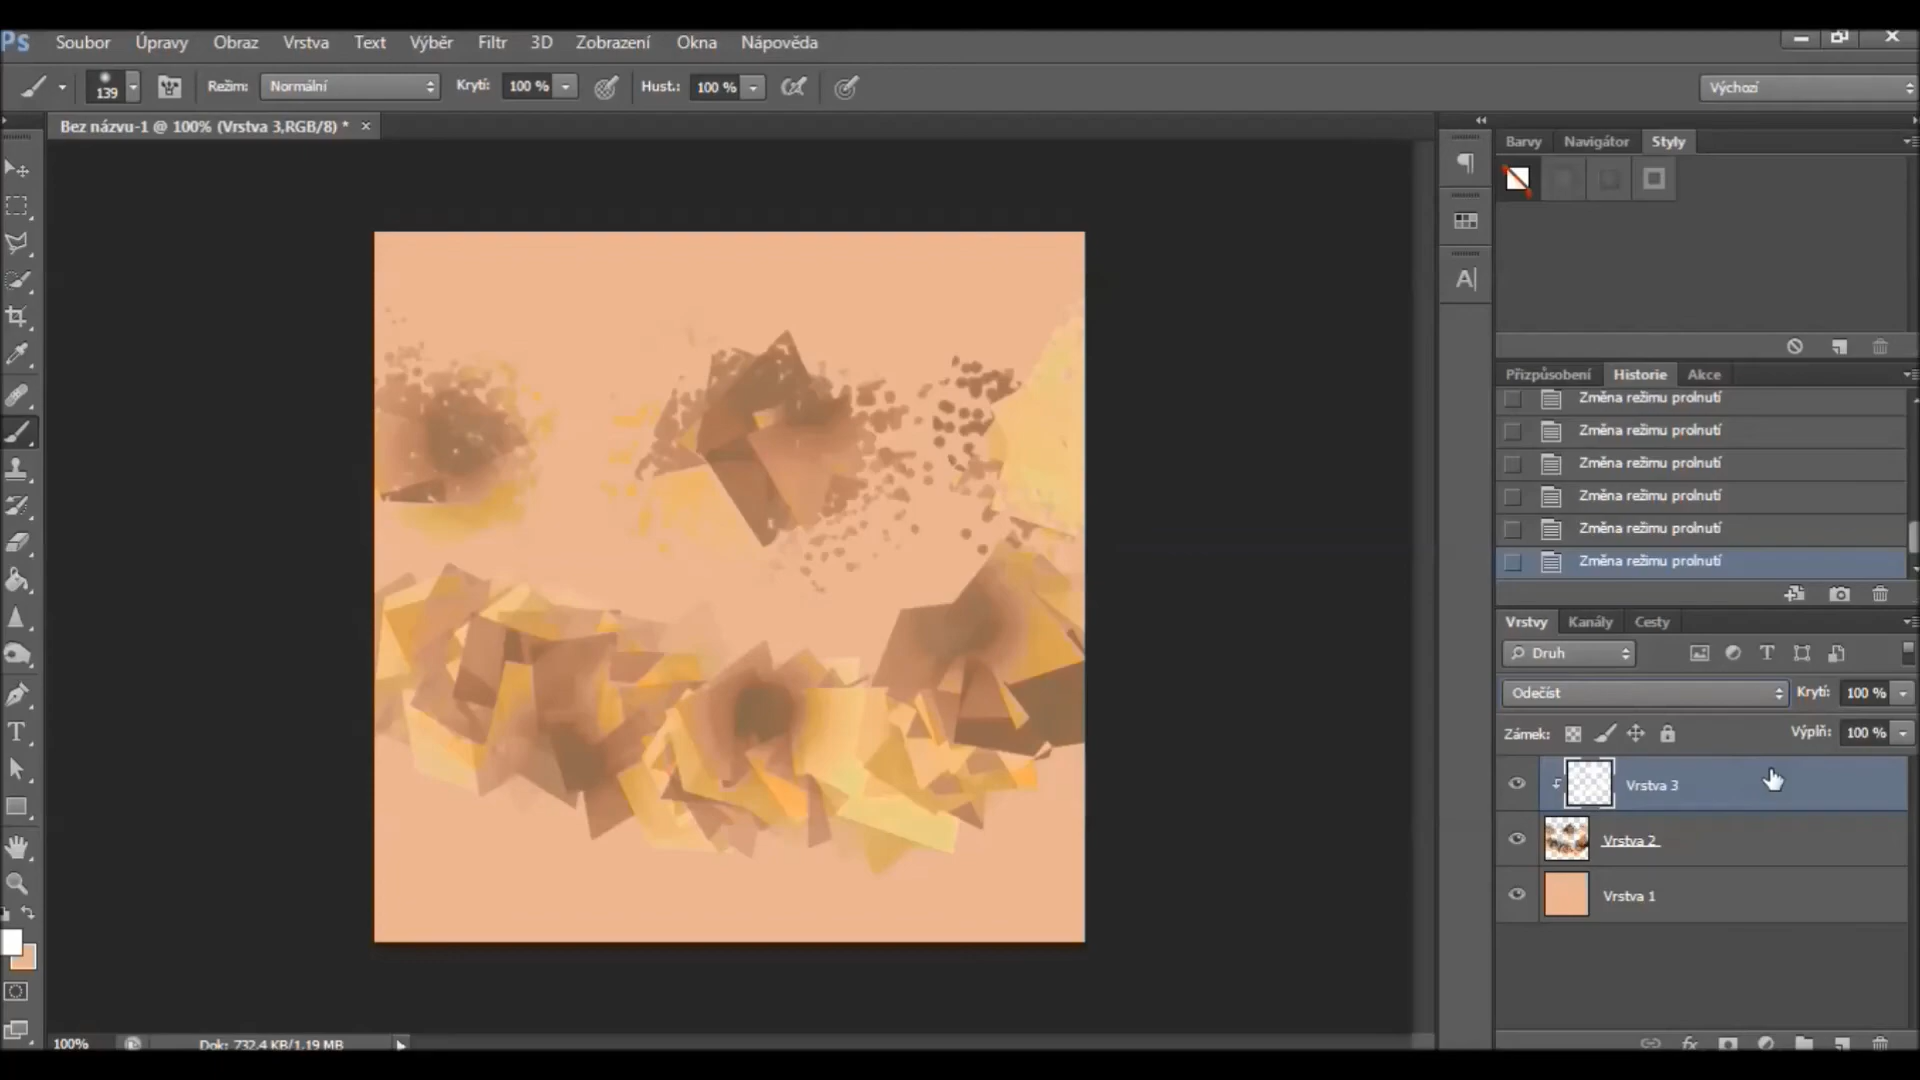 Ps Soubor Úpravy Obraz Vrstva Text Výběr Filtr 3D Zobrazení Okna Nápověda
139 Režim: Normální Krytí: 100 % Hust.: 100 % Výchozí
Bez názvu-1 @ 100% (Vrstva 3,RGB/8) * ×
Barvy Navigátor Styly
Přizpůsobení Historie Akce
Změna režimu prolnutí
Změna režimu prolnutí
Změna režimu prolnutí
Změna režimu prolnutí
Změna režimu prolnutí
Změna režimu prolnutí
Vrstvy Kanály Cesty
Druh
Odečíst Krytí: 100 %
Zámek: Výplň: 100 %
Vrstva 3
Vrstva 2
Vrstva 1
100% Dok: 732,4 KB/1,19 MB